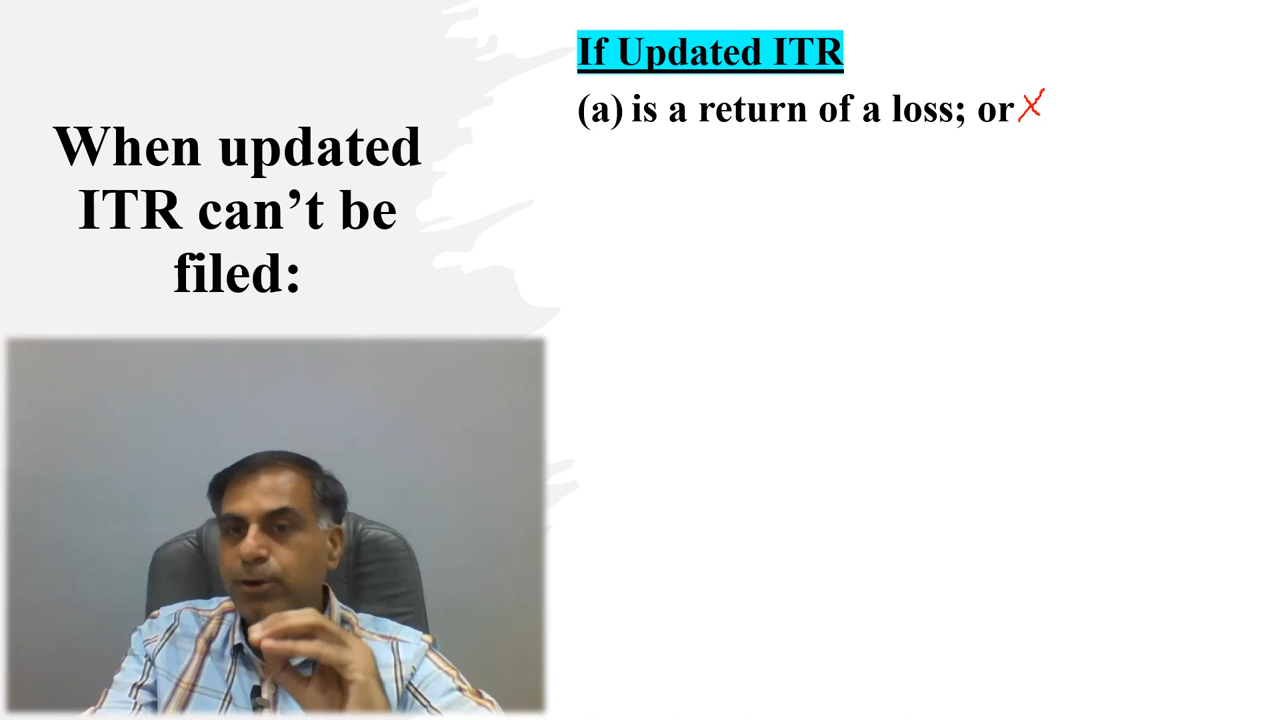 When updated
ITR can’t be
filed:
If Updated ITR
(a) is a return of a loss; or